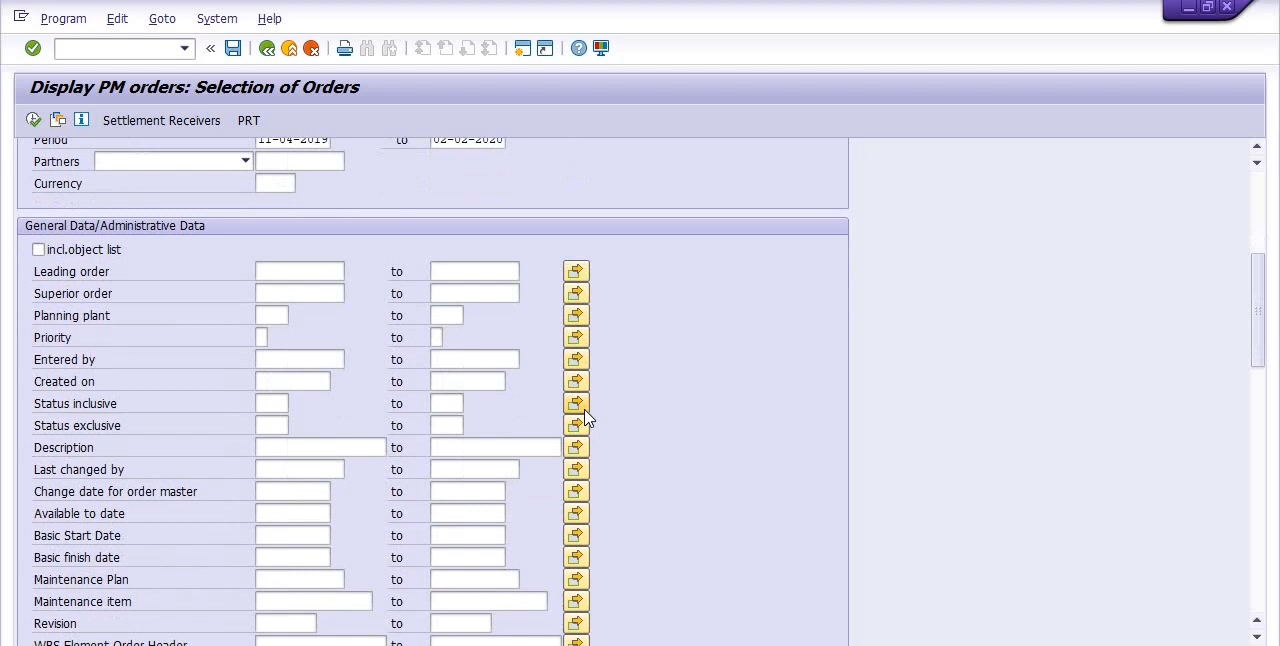 Program Edit Goto System Help
«
Display PM orders: Selection of Orders
Settlement Receivers PRT
Period 11-04-2019 to 02-02-2020
Partners
Currency
General Data/Administrative Data
incl.object list
Leading order to
Superior order to
Planning plant to
Priority to
Entered by to
Created on to
Status inclusive to
Status exclusive to
Description to
Last changed by to
Change date for order master to
Available to date to
Basic Start Date to
Basic finish date to
Maintenance Plan to
Maintenance item to
Revision to
WBS Element Order Header to